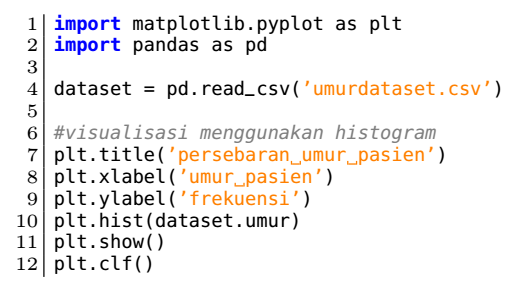 1 import matplotlib.pyplot as plt
2 import pandas as pd
3
4 dataset = pd.read_csv('umurdataset.csv')
5
6 #visualisasi menggunakan histogram
7 plt.title('persebaran␣umur␣pasien')
8 plt.xlabel('umur␣pasien')
9 plt.ylabel('frekuensi')
10 plt.hist(dataset.umur)
11 plt.show()
12 plt.clf()